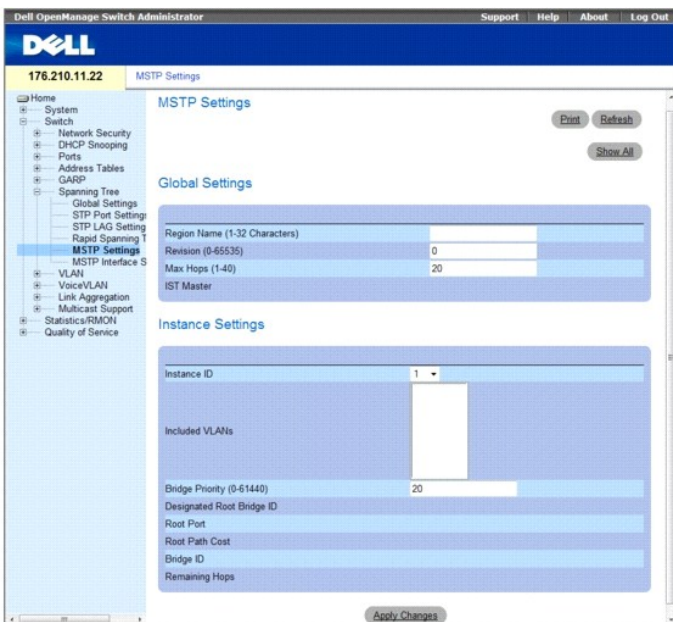 Dell OpenManage Switch Administrator
Support Help About Log Out
DELL
176.210.11.22
MSTP Settings
Home
System
Switch
Network Security
DHCP Snooping
Ports
Address Tables
GARP
Spanning Tree
Global Settings
STP Port Settings
STP LAG Setting
Rapid Spanning T
MSTP Settings
MSTP Interface S
VLAN
VoiceVLAN
Link Aggregation
Multicast Support
Statistics/RMON
Quality of Service
MSTP Settings
Print Refresh
Show All
Global Settings
Region Name (1-32 Characters)
Revision (0-65535) 0
Max Hops (1-40) 20
IST Master
Instance Settings
Instance ID 1
Included VLANs
Bridge Priority (0-61440) 20
Designated Root Bridge ID
Root Port
Root Path Cost
Bridge ID
Remaining Hops
Apply Changes